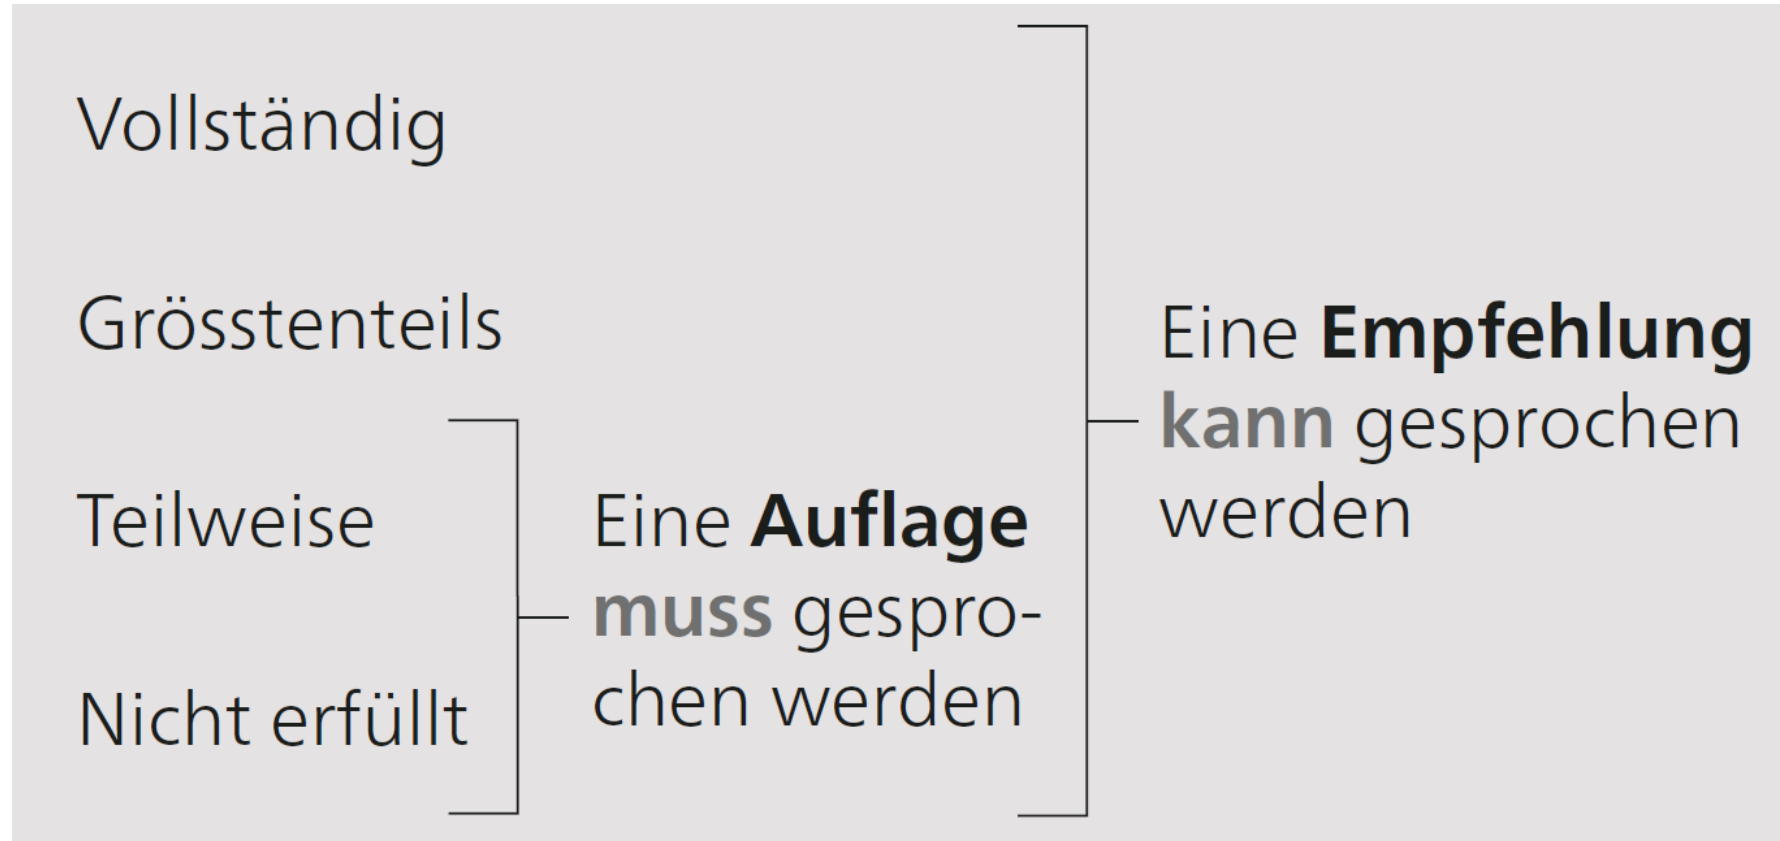 Vollständig
Grösstenteils
Teilweise
Nicht erfüllt
Eine Auflage
muss gespro-
chen werden
Eine Empfehlung
kann gesprochen
werden